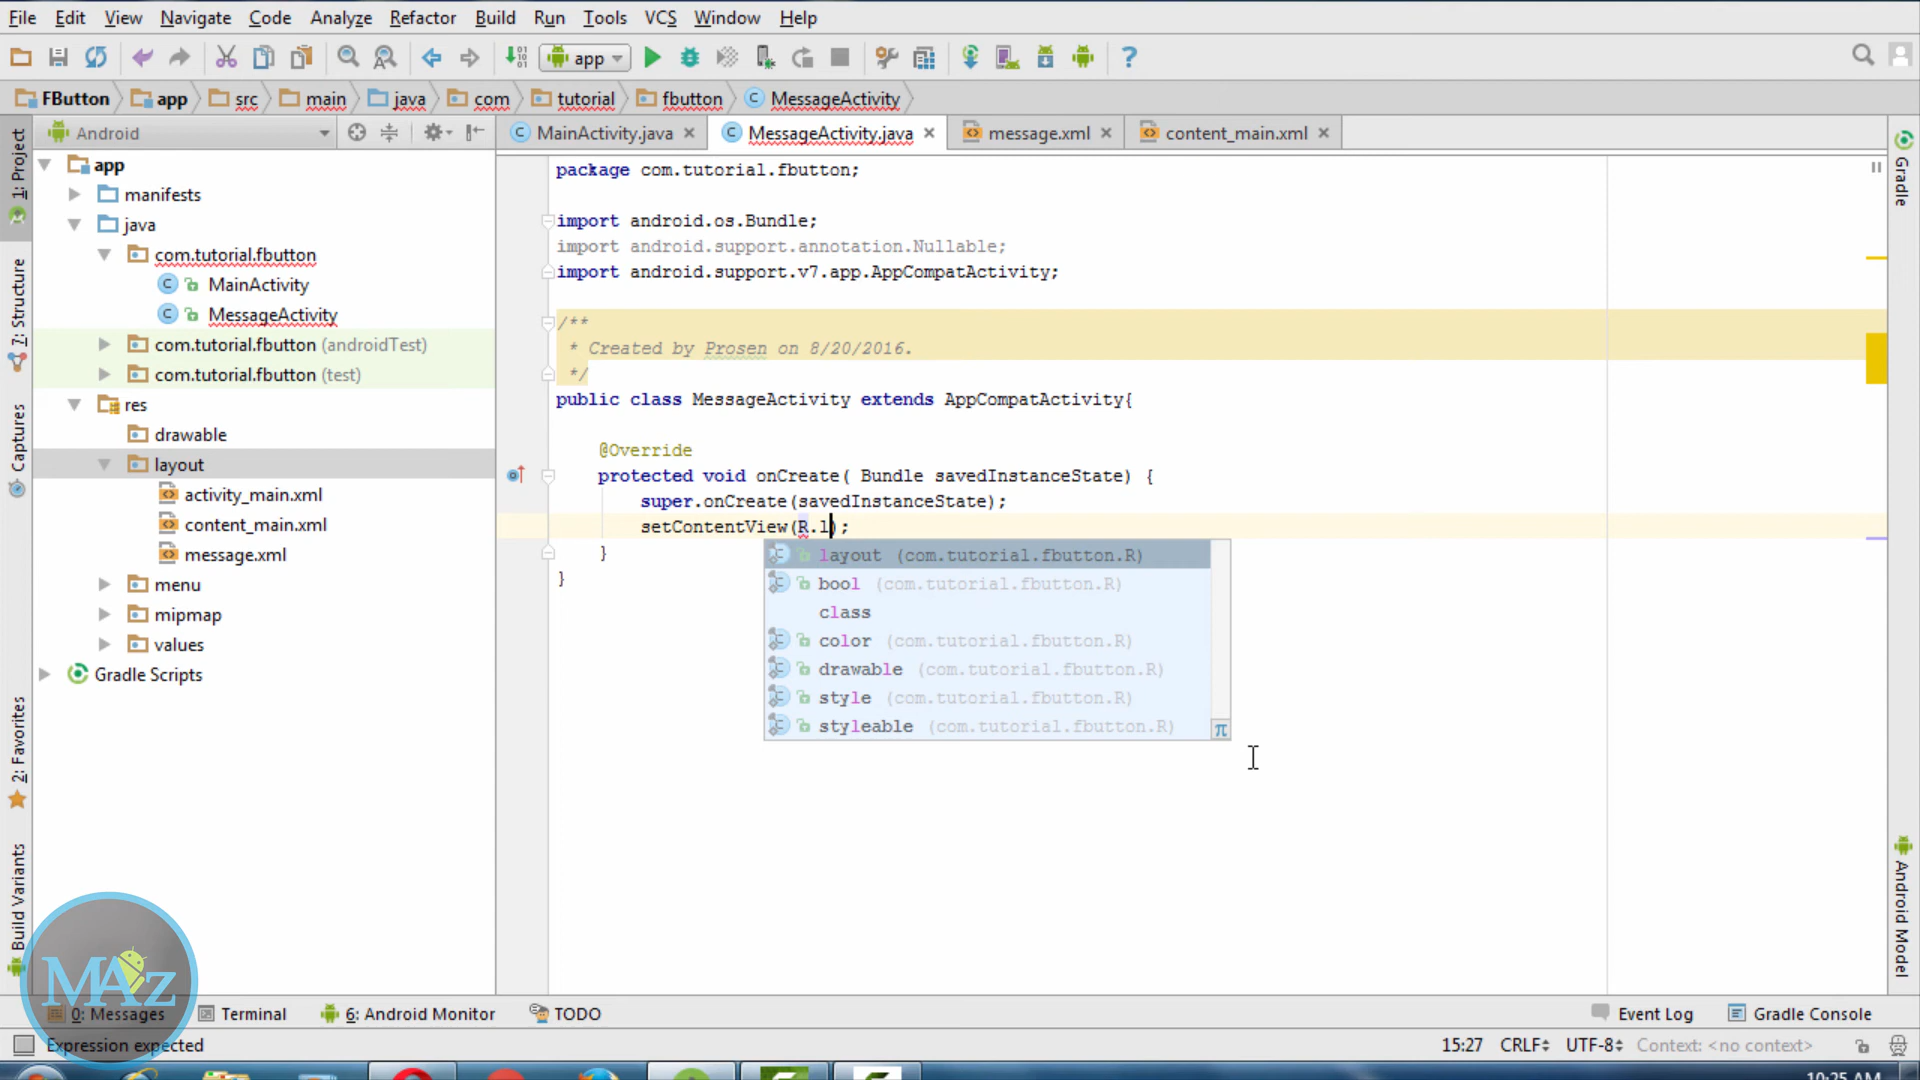 File Edit View Navigate Code Analyze Refactor Build Run Tools VCS Window Help
app
FButton app src main java com tutorial fbutton MessageActivity
Android
MainActivity.java MessageActivity.java message.xml content_main.xml
1: Project
7: Structure
Captures
2: Favorites
Build Variants
app
manifests
java
com.tutorial.fbutton
MainActivity
MessageActivity
com.tutorial.fbutton (androidTest)
com.tutorial.fbutton (test)
res
drawable
layout
activity_main.xml
content_main.xml
message.xml
menu
mipmap
values
Gradle Scripts
package com.tutorial.fbutton;
import android.os.Bundle;
import android.support.annotation.Nullable;
import android.support.v7.app.AppCompatActivity;
/**
* Created by Prosen on 8/20/2016.
*/
public class MessageActivity extends AppCompatActivity{
@Override
protected void onCreate( Bundle savedInstanceState) {
super.onCreate(savedInstanceState);
setContentView(R.l);
}
}
layout (com.tutorial.fbutton.R)
bool (com.tutorial.fbutton.R)
class
color (com.tutorial.fbutton.R)
drawable (com.tutorial.fbutton.R)
style (com.tutorial.fbutton.R)
styleable (com.tutorial.fbutton.R)
π
Gradle
Android Model
MAz
0: Messages Terminal 6: Android Monitor TODO Event Log Gradle Console
Expression expected 15:27 CRLF UTF-8 Context: <no context>
10:25 AM